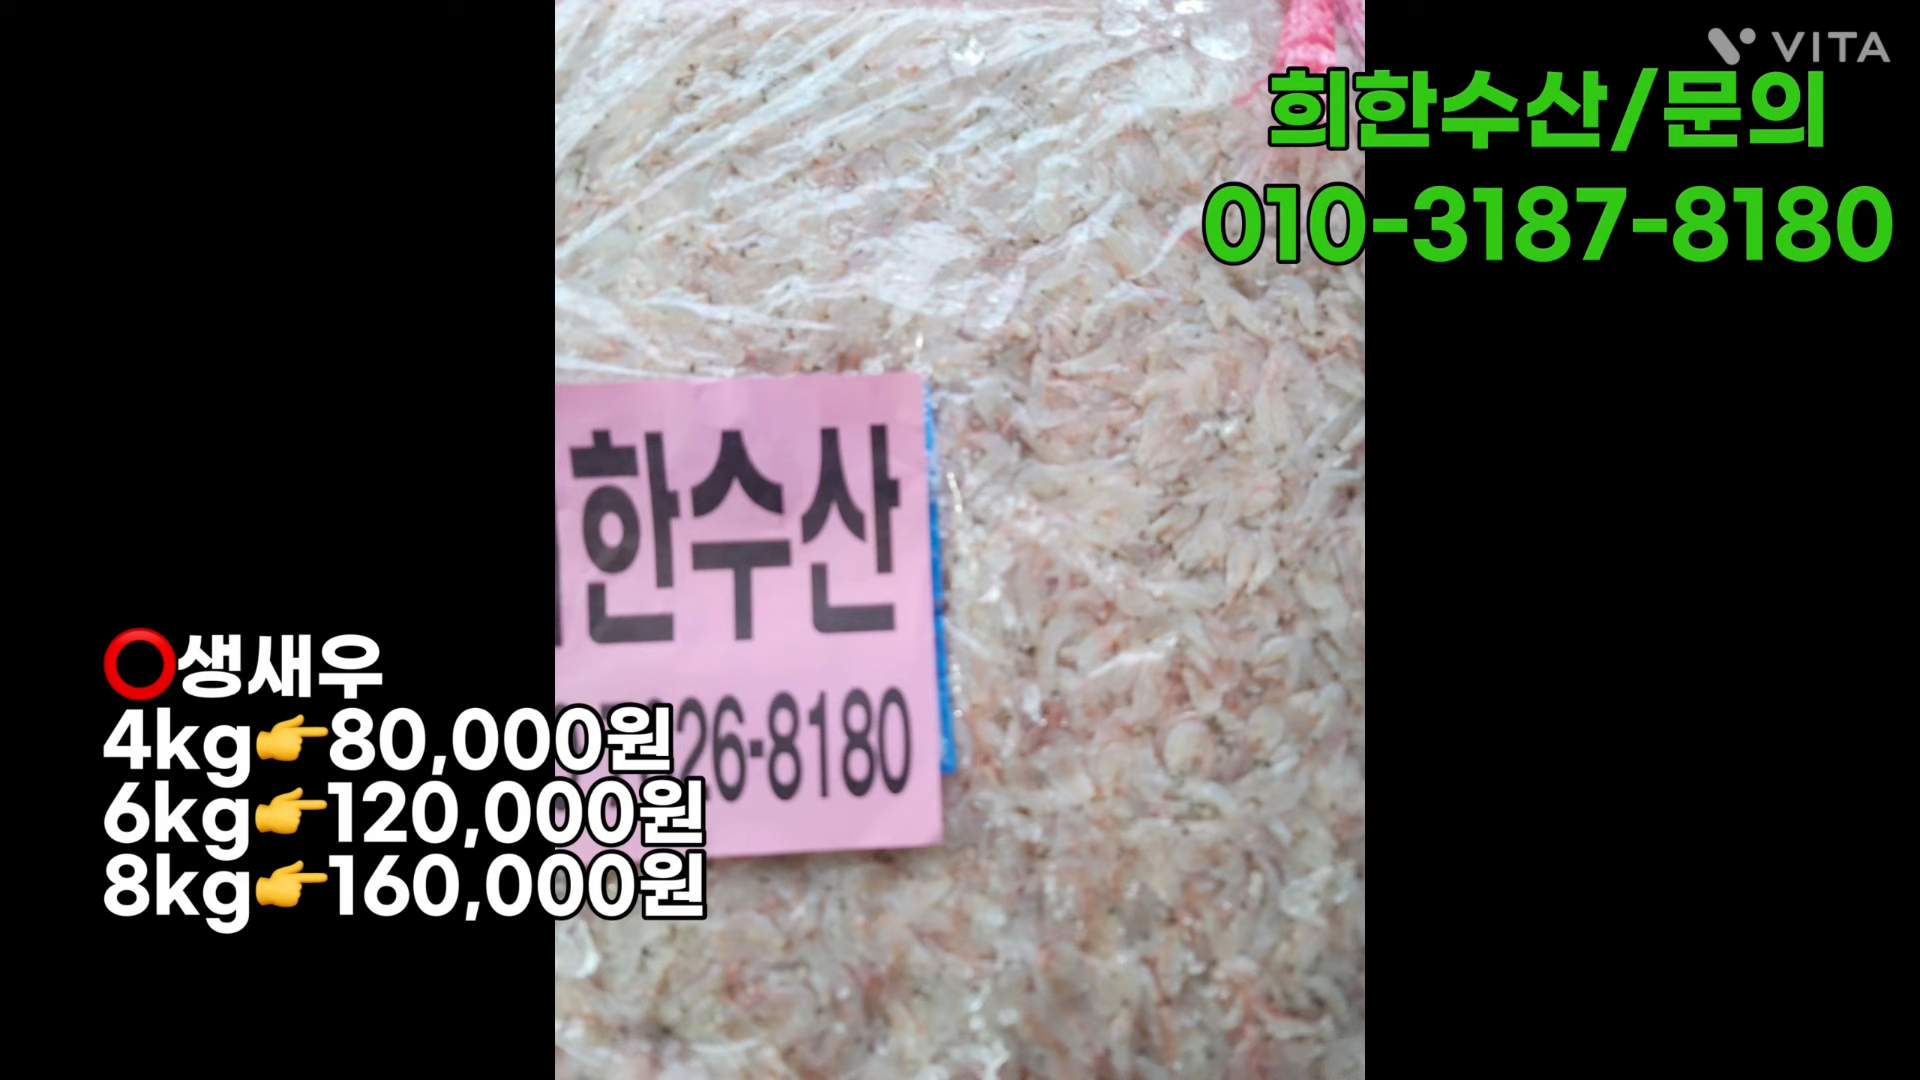 VITA
희한수산/문의
010-3187-8180
한수산
26-8180
⭕생새우
4kg👉80,000원
6kg👉120,000원
8kg👉160,000원